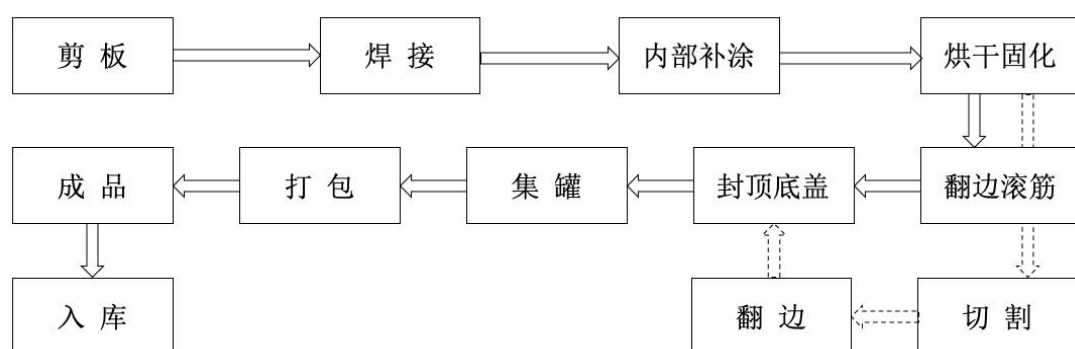 剪 板
焊 接
内部补涂
烘干固化
成 品
打 包
集 罐
封顶底盖
翻边滚筋
入 库
翻 边
切 割